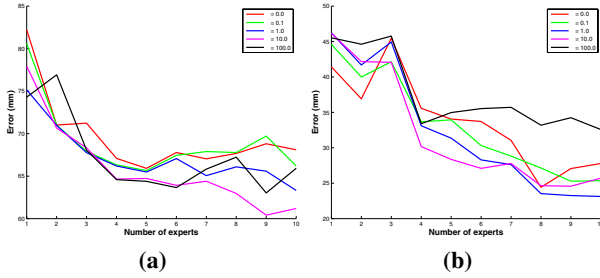 85
80
75
70
65
60
Error (mm)
1 2 3 4 5 6 7 8 9 10
Number of experts
= 0.0
= 0.1
= 1.0
= 10.0
= 100.0
(a)
50
45
40
35
30
25
20
Error (mm)
1 2 3 4 5 6 7 8 9
Number of experts
= 0.0
= 0.1
= 1.0
= 10.0
= 100.0
(b)